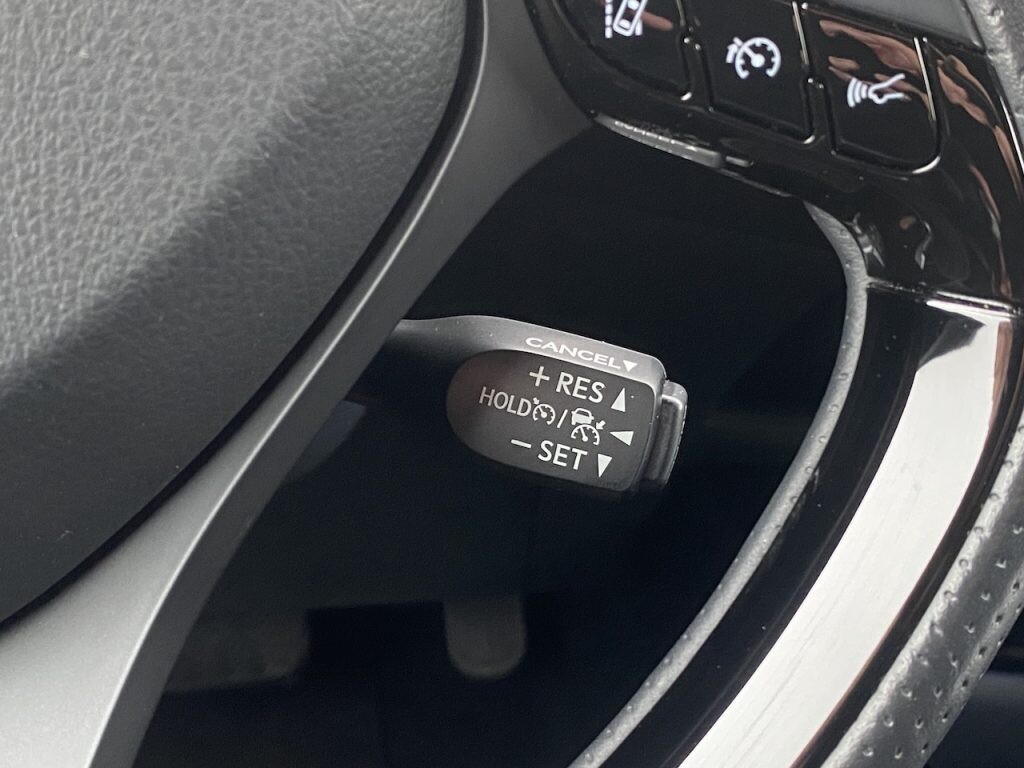 CANCEL▼
+ RES ▲
HOLD / ◀
− SET ▼